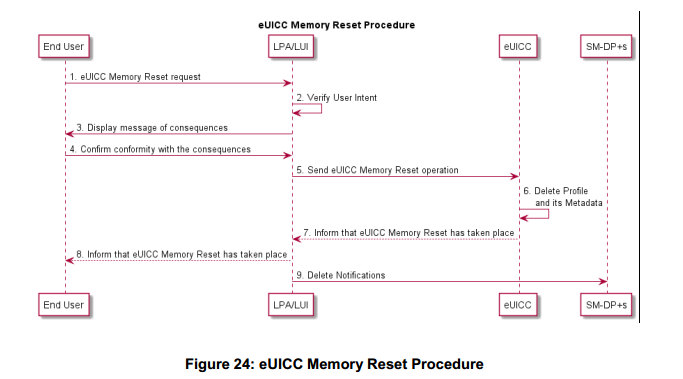 eUICC Memory Reset Procedure
End User
LPA/LUI
eUICC
SM-DP+s
1. eUICC Memory Reset request
2. Verify User Intent
3. Display message of consequences
4. Confirm conformity with the consequences
5. Send eUICC Memory Reset operation
6. Delete Profile
and its Metadata
7. Inform that eUICC Memory Reset has taken place
8. Inform that eUICC Memory Reset has taken place
9. Delete Notifications
End User
LPA/LUI
eUICC
SM-DP+s
Figure 24: eUICC Memory Reset Procedure